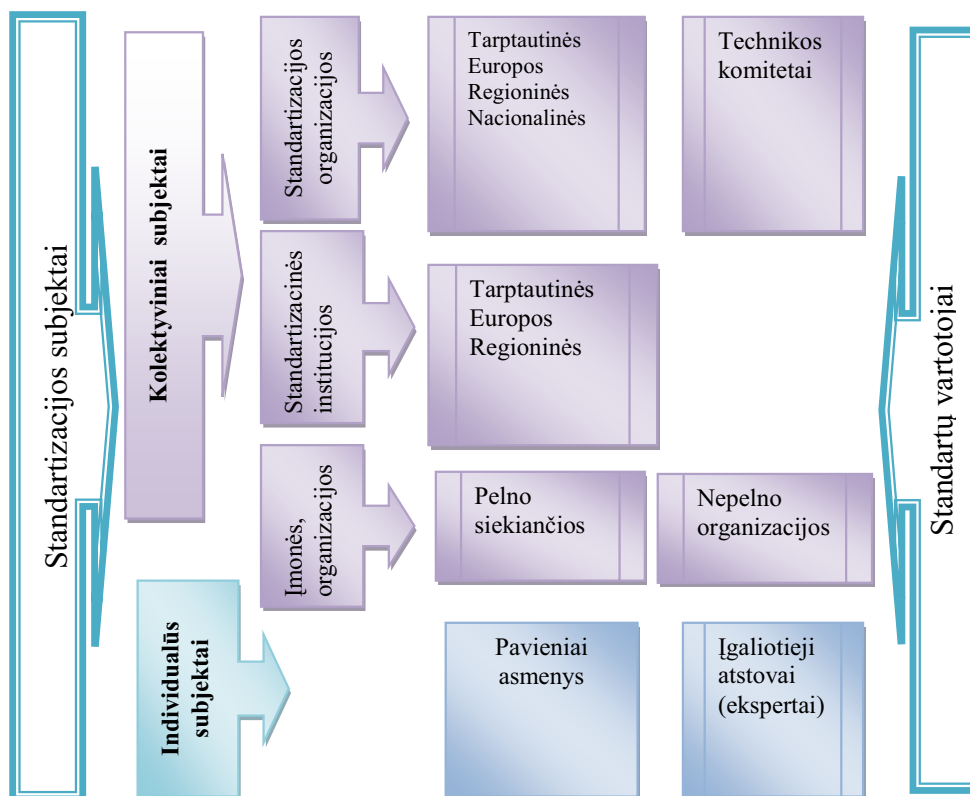 Standartizacijos subjektai
Kolektyviniai subjektai
Standartizacijos
organizacijos
Tarptautinės
Europos
Regioninės
Nacionalinės
Technikos
komitetai
Standartizacinės
institucijos
Tarptautinės
Europos
Regioninės
Įmonės,
organizacijos
Pelno
siekiančios
Nepelno
organizacijos
Individualūs
subjektai
Pavieniai
asmenys
Įgaliotieji
atstovai
(ekspertai)
Standartų vartotojai